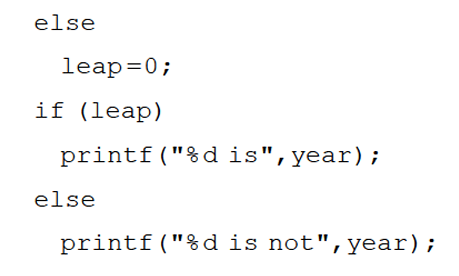 else
leap=0;
if (leap)
printf("%d is",year);
else
printf("%d is not",year);